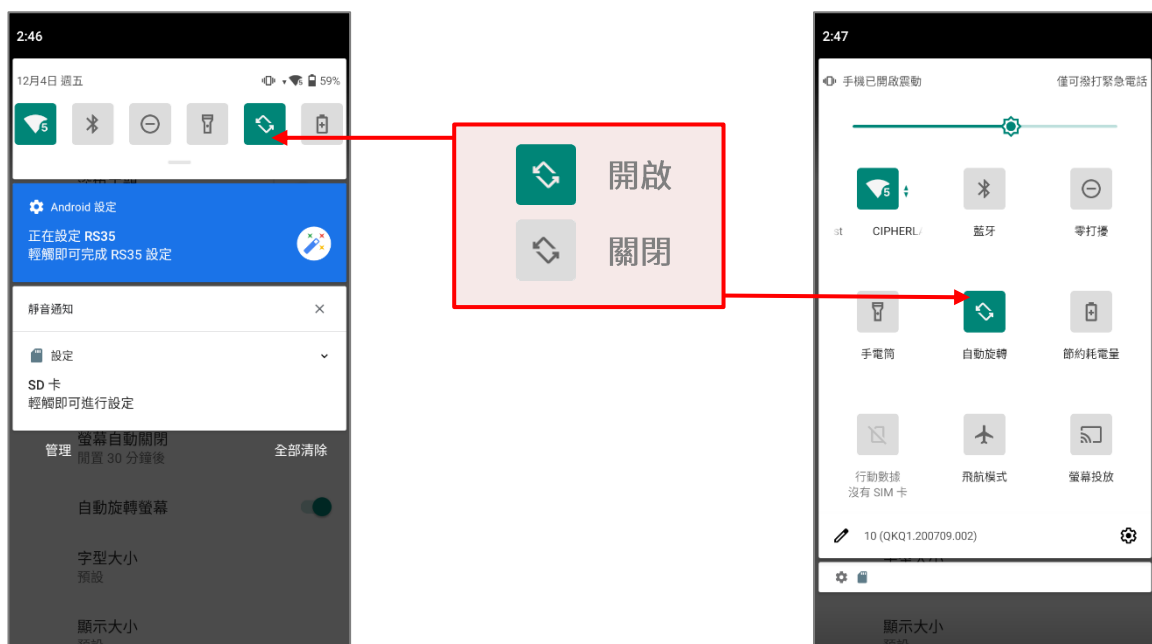 2:46
12月4日 週五
59%
5
Android 設定
正在設定 RS35
輕觸即可完成 RS35 設定
靜音通知
設定
SD 卡
輕觸即可進行設定
管理
全部清除
螢幕自動關閉
閒置 30 分鐘後
自動旋轉螢幕
字型大小
預設
顯示大小
預設
開啟
關閉
2:47
手機已開啟震動
僅可撥打緊急電話
5
st CIPHERL
藍牙
零打擾
手電筒
自動旋轉
節約耗電量
行動數據
沒有 SIM 卡
飛航模式
螢幕投放
10 (QKQ1.200709.002)
顯示大小